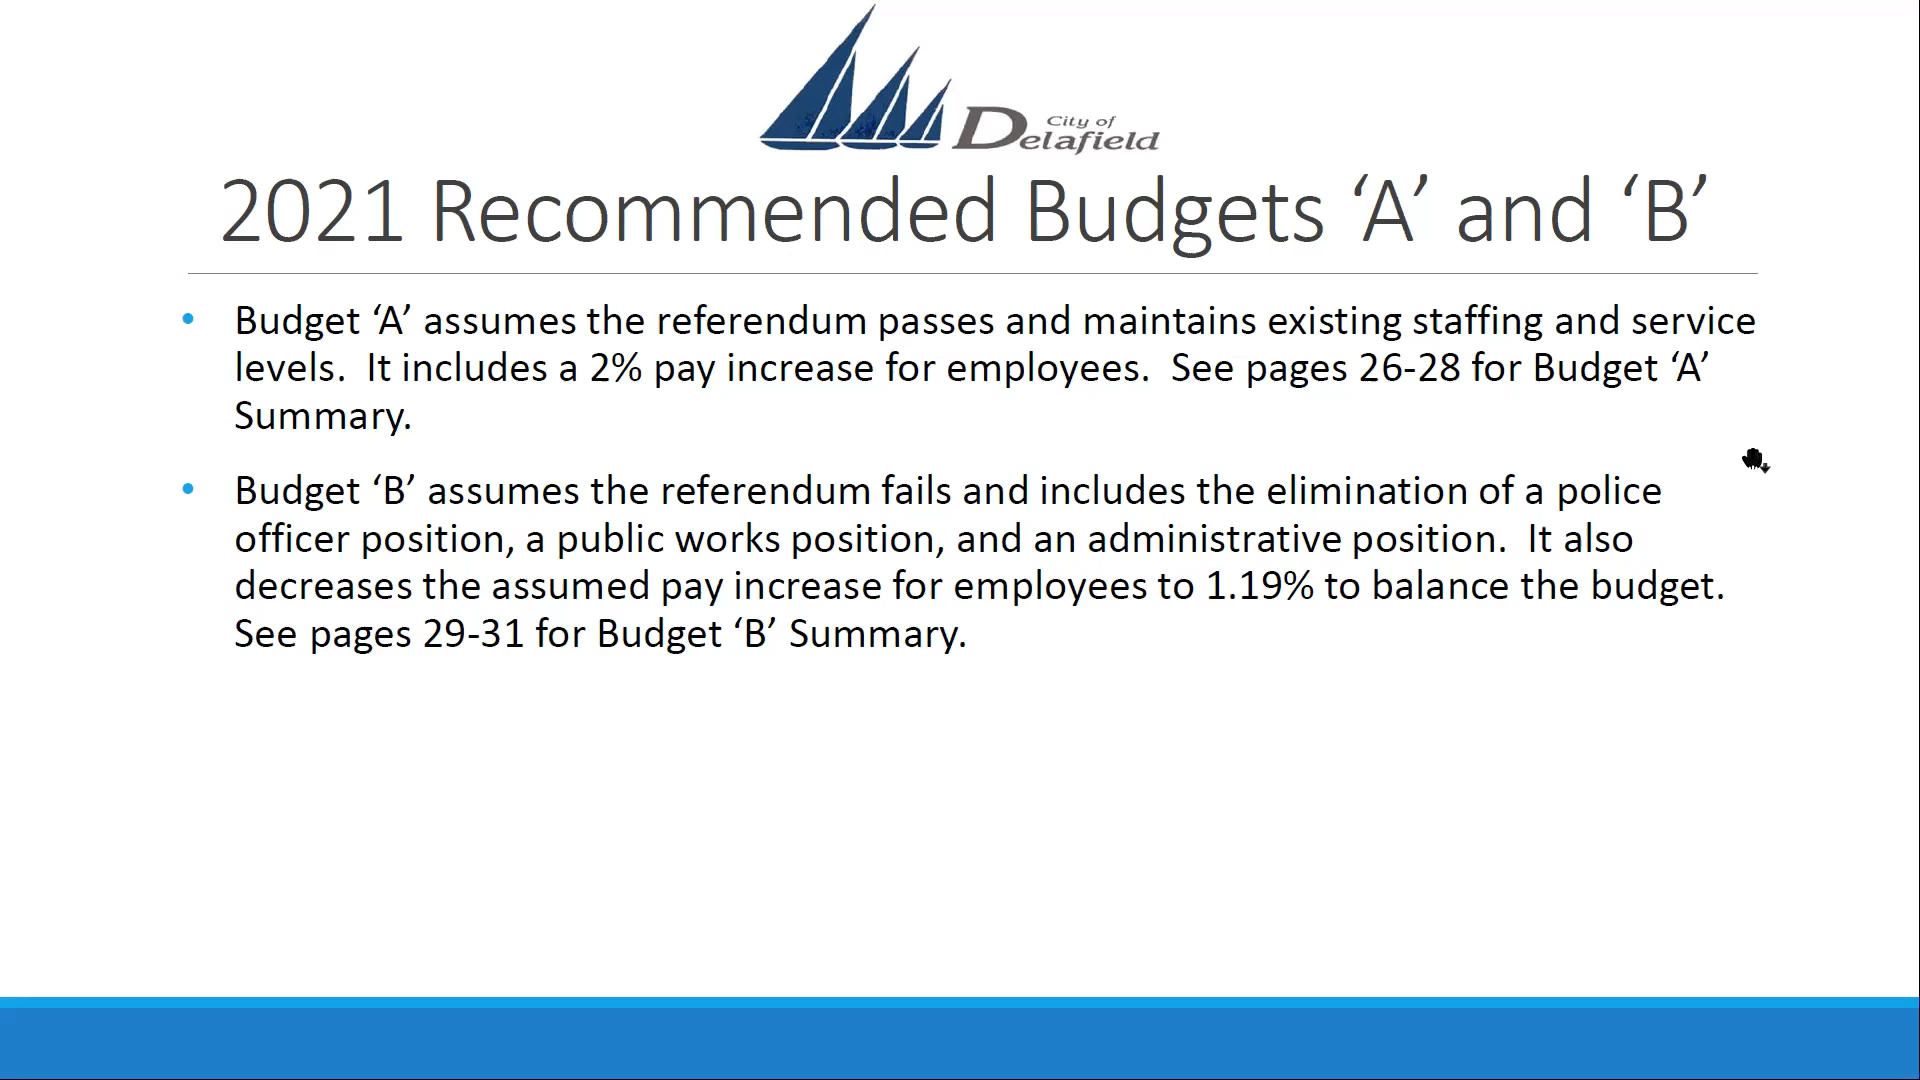 City of
Delafield
2021 Recommended Budgets ‘A’ and ‘B’
• Budget ‘A’ assumes the referendum passes and maintains existing staffing and service
levels.  It includes a 2% pay increase for employees.  See pages 26-28 for Budget ‘A’
Summary.
• Budget ‘B’ assumes the referendum fails and includes the elimination of a police
officer position, a public works position, and an administrative position.  It also
decreases the assumed pay increase for employees to 1.19% to balance the budget.
See pages 29-31 for Budget ‘B’ Summary.